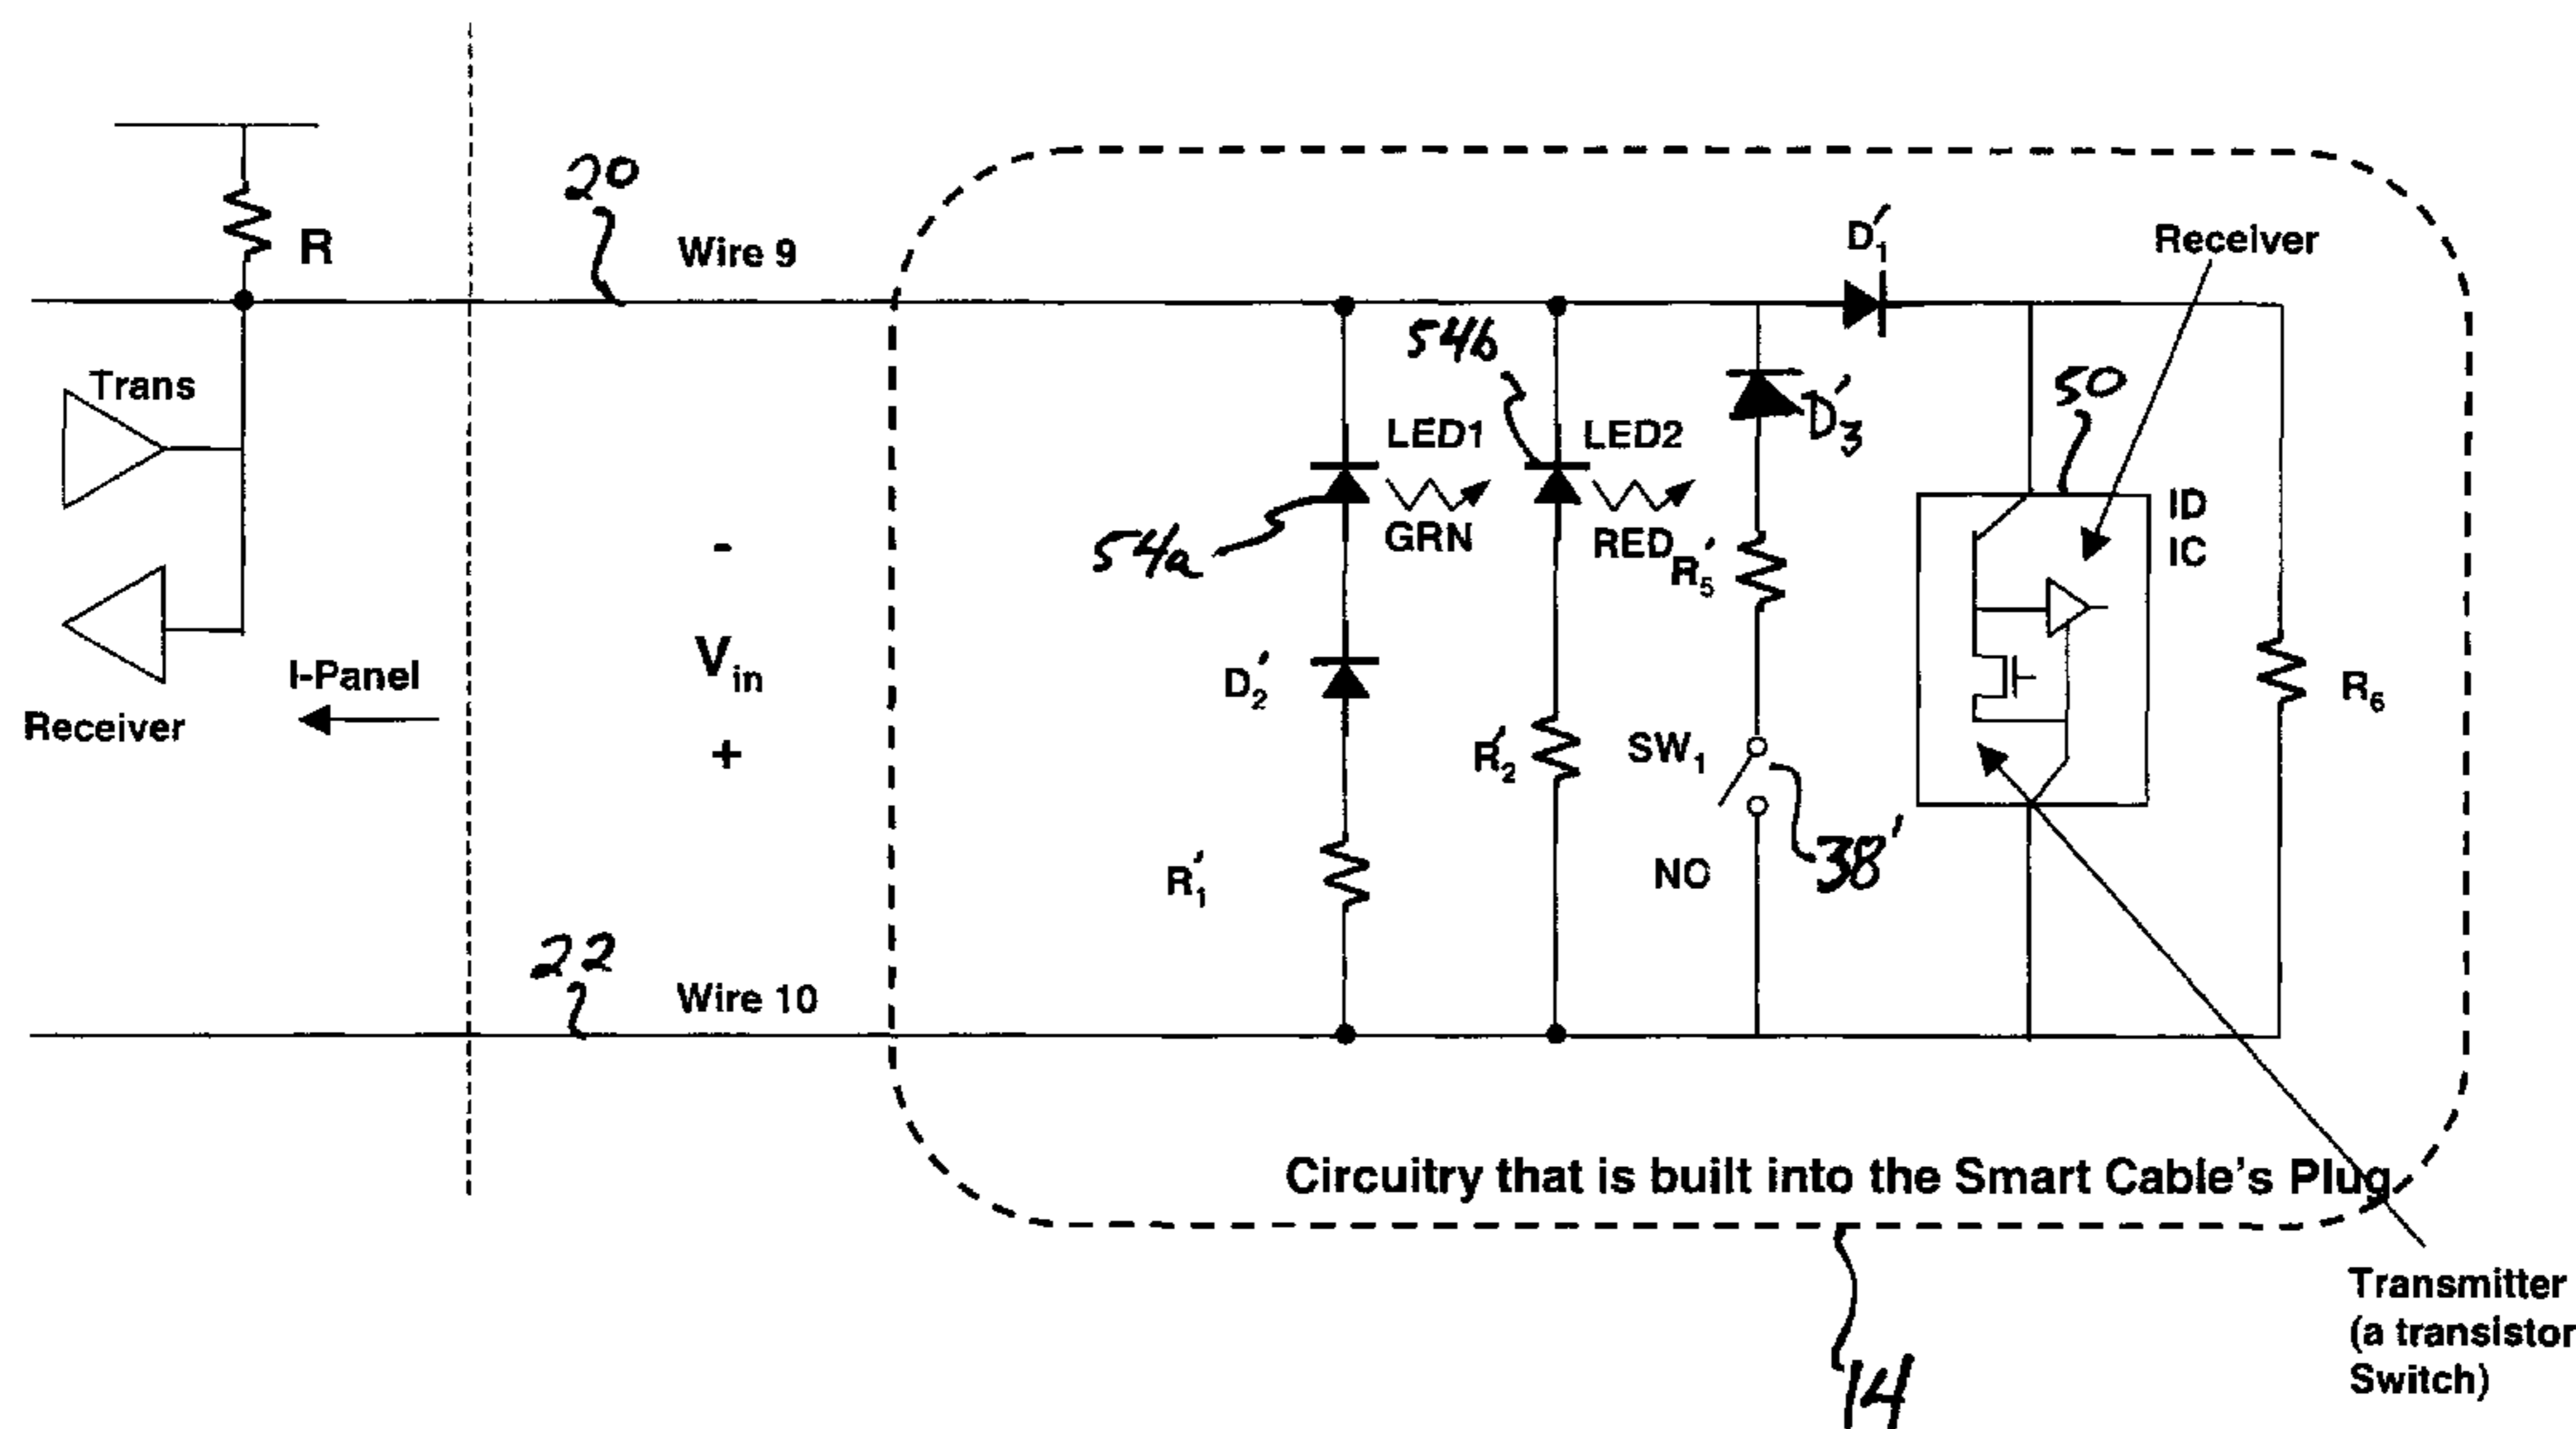 20
Wire 9
R
D'₁
Receiver
54b
50
Trans
D'₃
LED1
LED2
GRN
RED
ID
IC
54a
R'₅
-
V_in
+
I-Panel
Receiver
D'₂
R'₂
SW₁
R₆
38'
NO
R'₁
22
Wire 10
Circuitry that is built into the Smart Cable's Plug
Transmitter
(a transistor
Switch)
14